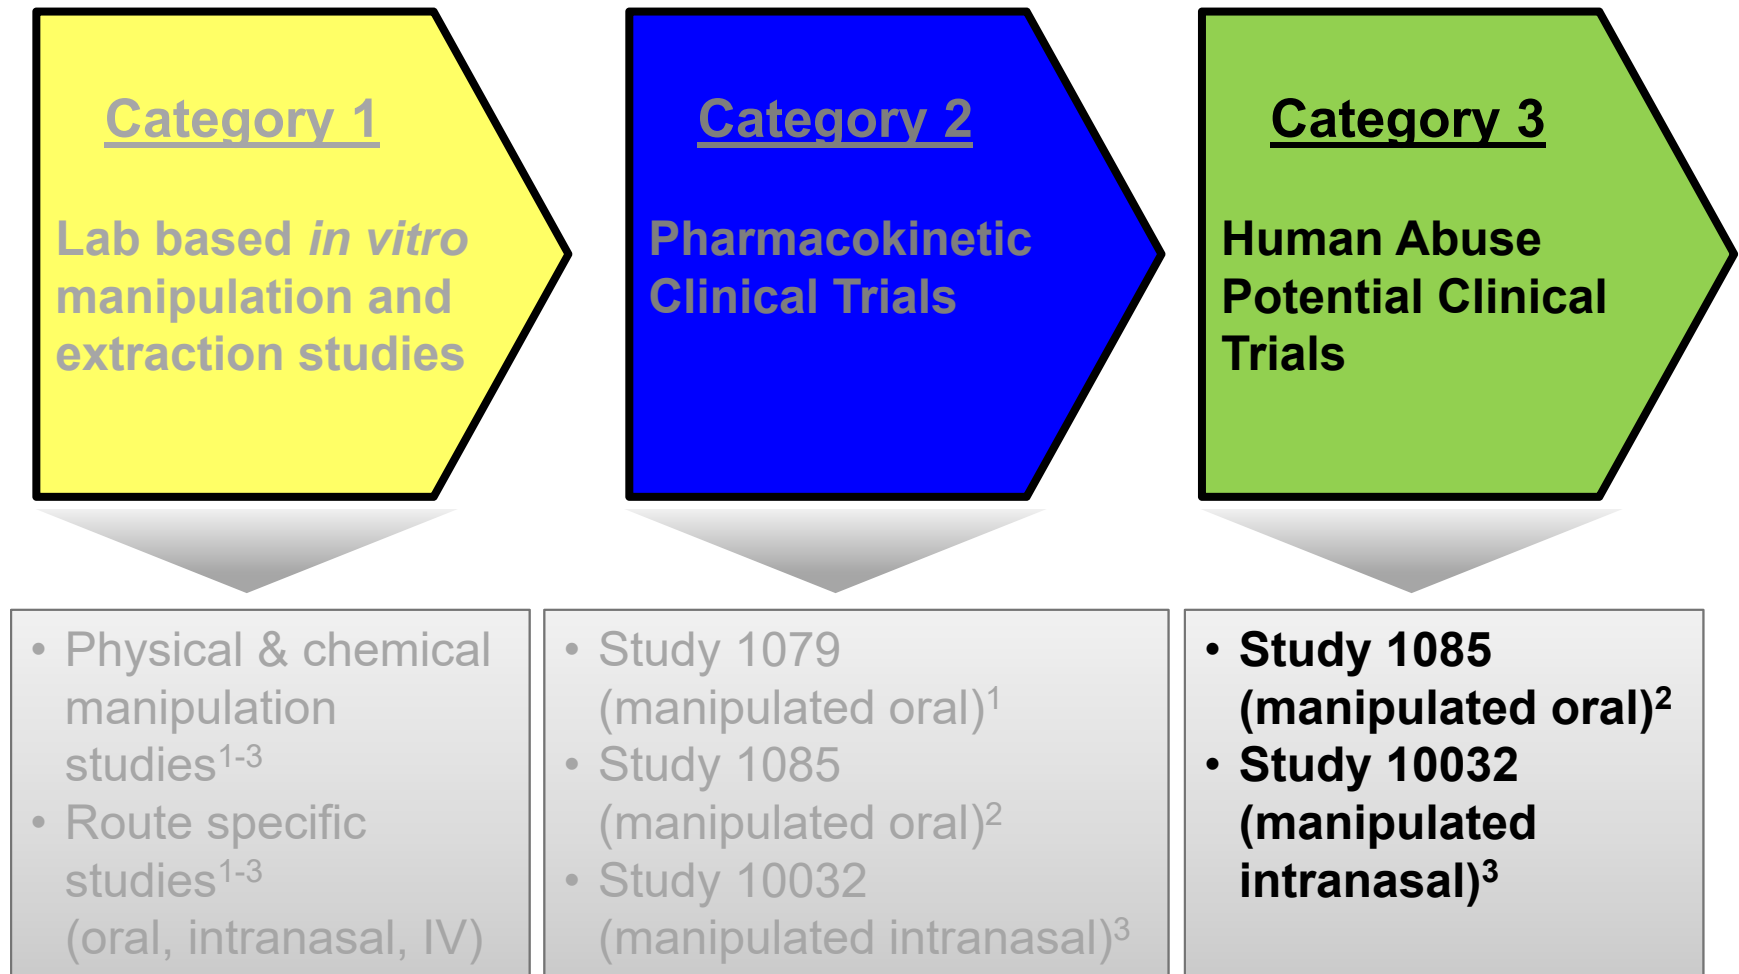 Category 1
Lab based in vitro
manipulation and
extraction studies
Category 2
Pharmacokinetic
Clinical Trials
Category 3
Human Abuse
Potential Clinical
Trials
• Physical & chemical
manipulation
studies¹⁻³
• Route specific
studies¹⁻³
(oral, intranasal, IV)
• Study 1079
(manipulated oral)¹
• Study 1085
(manipulated oral)²
• Study 10032
(manipulated intranasal)³
• Study 1085
(manipulated oral)²
• Study 10032
(manipulated
intranasal)³